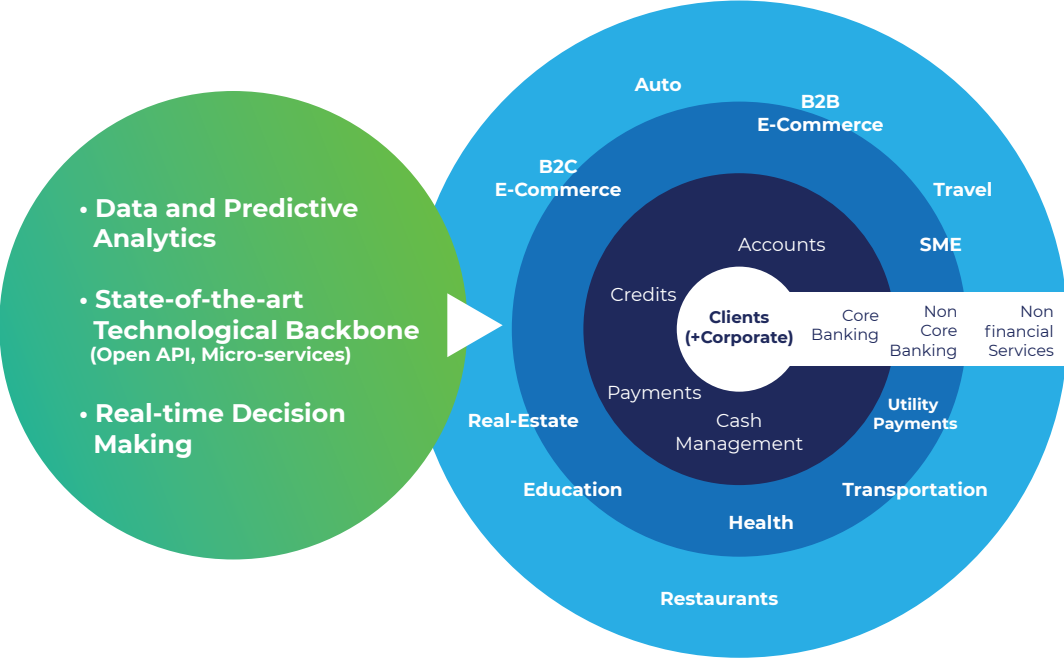 • Data and Predictive
Analytics
• State-of-the-art
Technological Backbone
(Open API, Micro-services)
• Real-time Decision
Making
Auto
B2B
E-Commerce
B2C
E-Commerce
Travel
SME
Accounts
Credits
Clients
(+Corporate)
Core
Banking
Non
Core
Banking
Non
financial
Services
Payments
Cash
Management
Utility
Payments
Real-Estate
Education
Transportation
Health
Restaurants